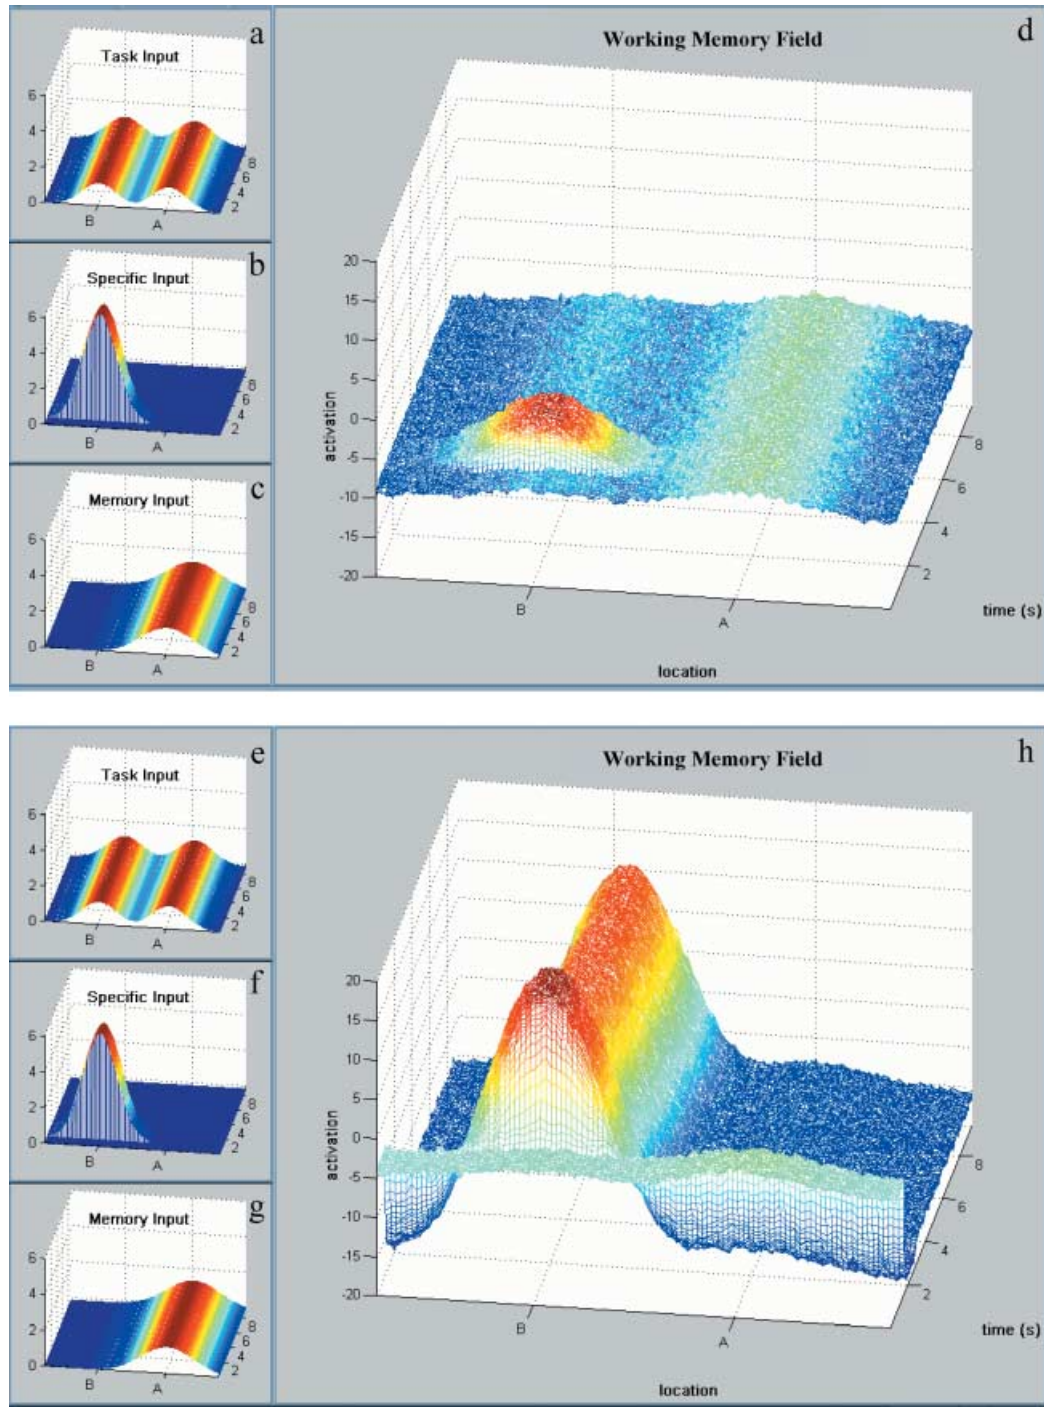 a
Task Input
6
4
2
0
8
6
4
2
B
A
b
Specific Input
6
4
2
0
8
6
4
2
B
A
c
Memory Input
6
4
2
0
8
6
4
2
B
A
d
Working Memory Field
20
15
10
5
0
-5
-10
-15
-20
activation
8
6
4
2
B
A
time (s)
location
e
Task Input
6
4
2
0
8
6
4
2
B
A
f
Specific Input
6
4
2
0
8
6
4
2
B
A
g
Memory Input
6
4
2
0
8
6
4
2
B
A
h
Working Memory Field
20
15
10
5
0
-5
-10
-15
-20
activation
8
6
4
2
B
A
time (s)
location